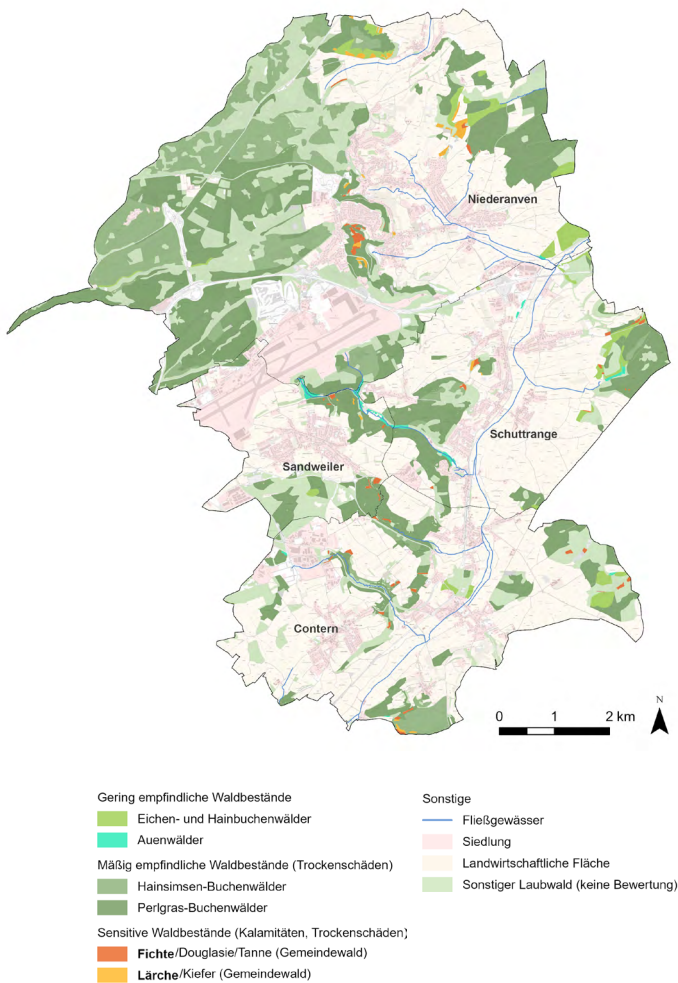 Niederanven
Schuttrange
Sandweiler
Contern
0 1 2 km
N
Gering empfindliche Waldbestände
Eichen- und Hainbuchenwälder
Auenwälder
Mäßig empfindliche Waldbestände (Trockenschäden)
Hainsimsen-Buchenwälder
Perlgras-Buchenwälder
Sensitive Waldbestände (Kalamitäten, Trockenschäden)
Fichte/Douglasie/Tanne (Gemeindewald)
Lärche/Kiefer (Gemeindewald)
Sonstige
Fließgewässer
Siedlung
Landwirtschaftliche Fläche
Sonstiger Laubwald (keine Bewertung)